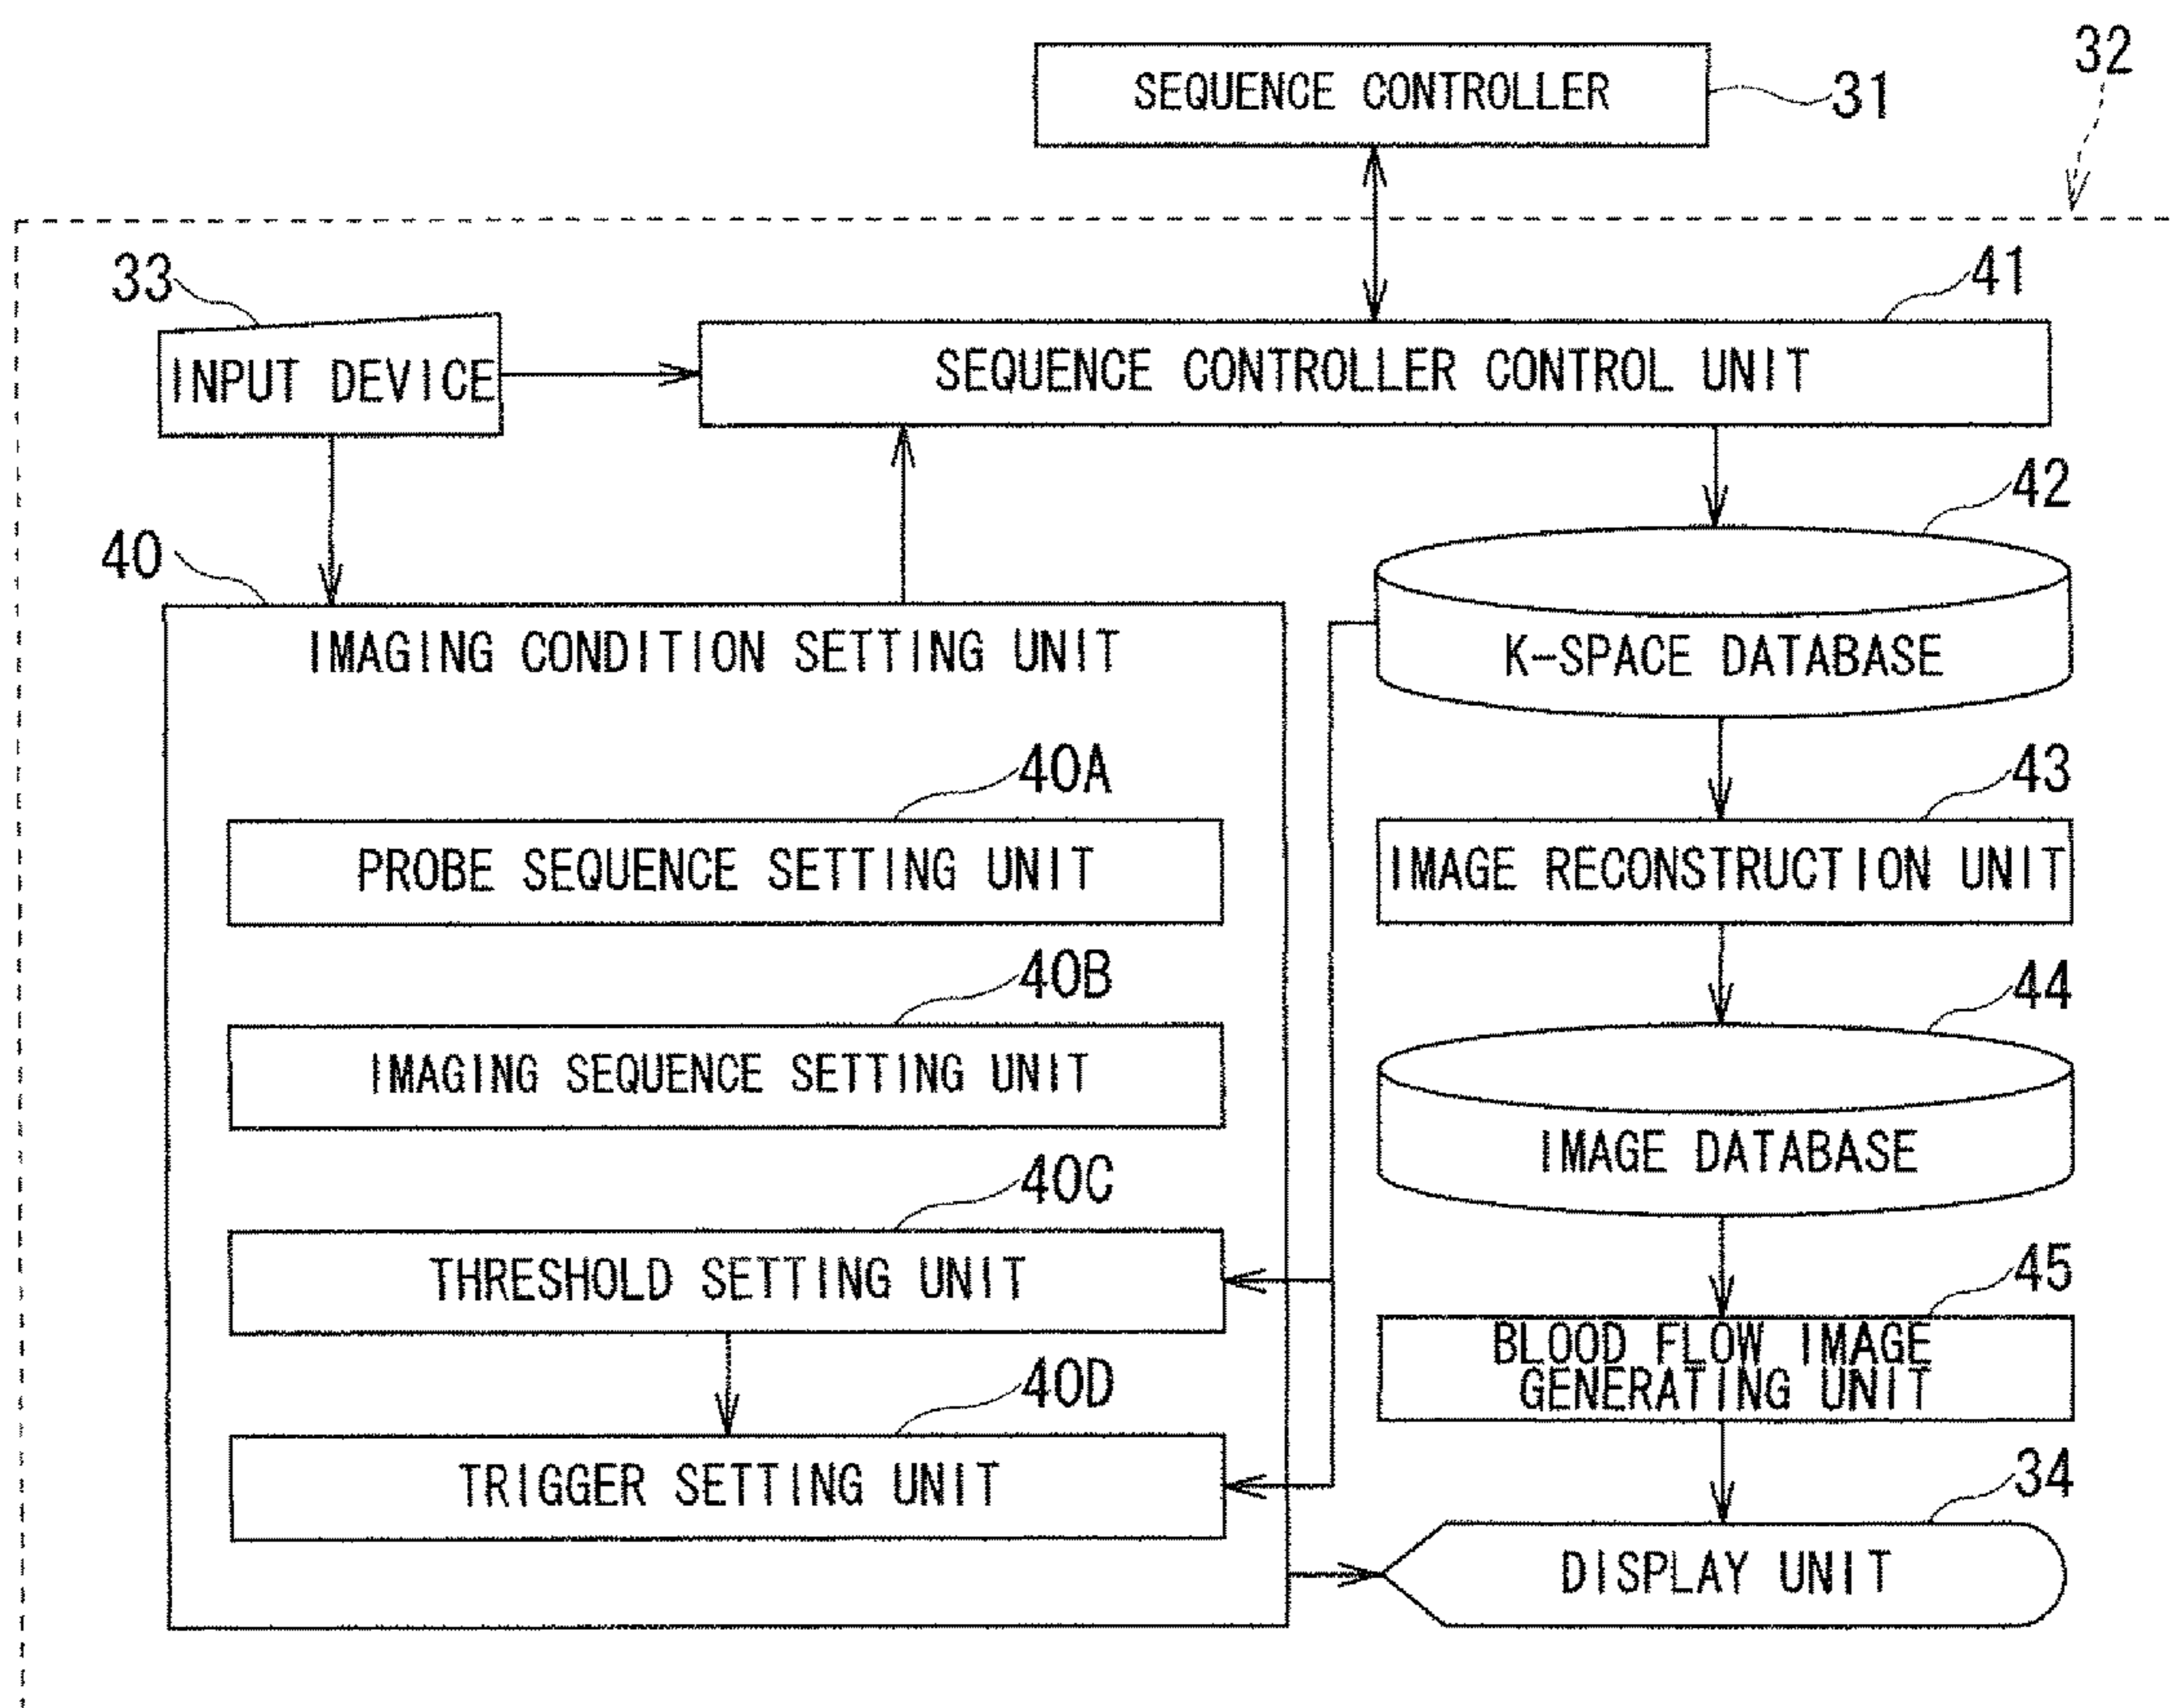 32
SEQUENCE CONTROLLER
31
33
41
INPUT DEVICE
SEQUENCE CONTROLLER CONTROL UNIT
42
40
IMAGING CONDITION SETTING UNIT
K-SPACE DATABASE
40A
43
PROBE SEQUENCE SETTING UNIT
IMAGE RECONSTRUCTION UNIT
40B
44
IMAGING SEQUENCE SETTING UNIT
IMAGE DATABASE
40C
45
THRESHOLD SETTING UNIT
BLOOD FLOW IMAGE
GENERATING UNIT
40D
34
TRIGGER SETTING UNIT
DISPLAY UNIT